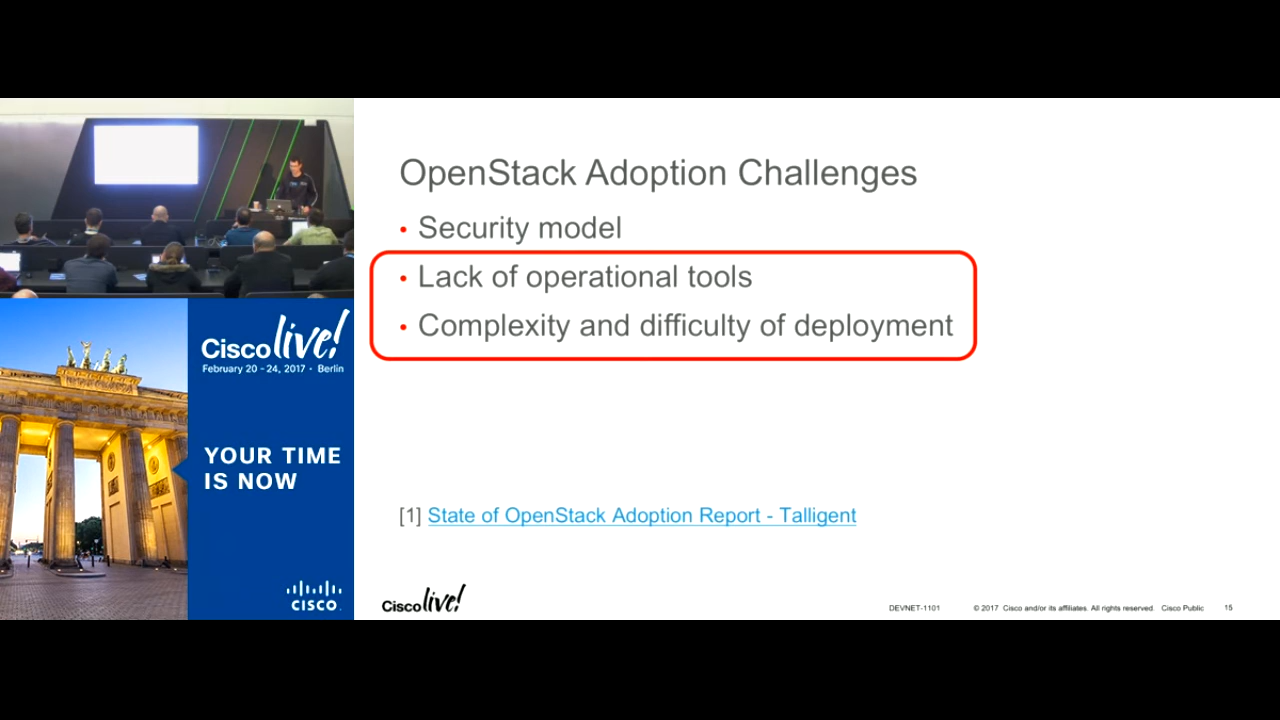 OpenStack Adoption Challenges
• Security model
• Lack of operational tools
• Complexity and difficulty of deployment
[1] State of OpenStack Adoption Report - Talligent
Cisco live!
DEVNET-1101 © 2017 Cisco and/or its affiliates. All rights reserved. Cisco Public 15
Cisco live!
February 20 - 24, 2017 • Berlin
YOUR TIME
IS NOW
CISCO.